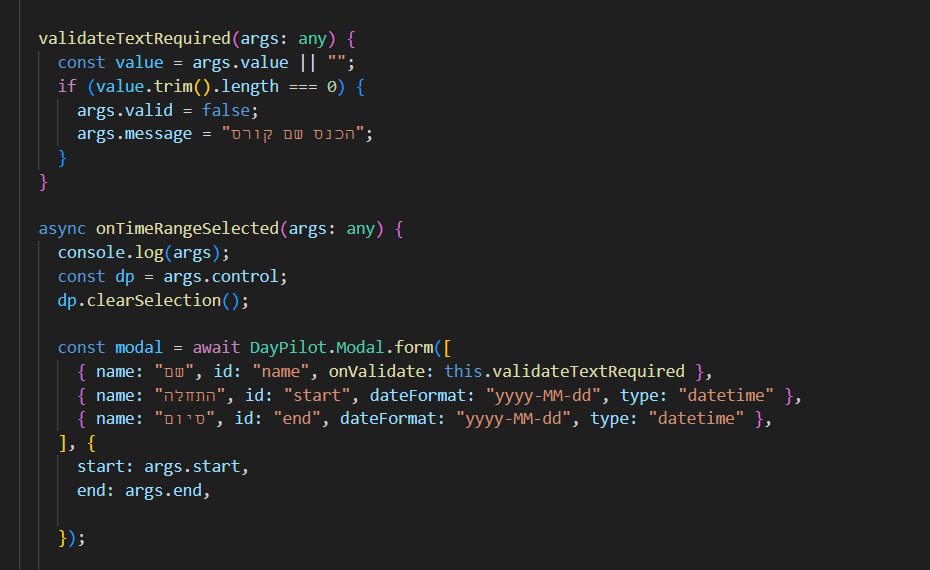 validateTextRequired(args: any) {
const value = args.value || "";
if (value.trim().length === 0) {
args.valid = false;
args.message = "הכנס שם קורס";
}
}
async onTimeRangeSelected(args: any) {
console.log(args);
const dp = args.control;
dp.clearSelection();
const modal = await DayPilot.Modal.form([
{ name: "שם", id: "name", onValidate: this.validateTextRequired },
{ name: "התחלה", id: "start", dateFormat: "yyyy-MM-dd", type: "datetime" },
{ name: "סיום", id: "end", dateFormat: "yyyy-MM-dd", type: "datetime" },
], {
start: args.start,
end: args.end,
});